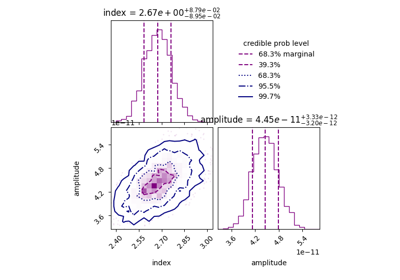 index = 2.67e+00+8.79e−02 −8.95e−02
credible prob level
68.3% marginal
39.3%
68.3%
95.5%
99.7%
1e−11
amplitude = 4.45e−11+3.33e−12 −3.20e−12
amplitude
5.4
4.8
4.2
3.6
2.40
2.55
2.70
2.85
3.00
index
3.6
4.2
4.8
5.4
1e−11
amplitude